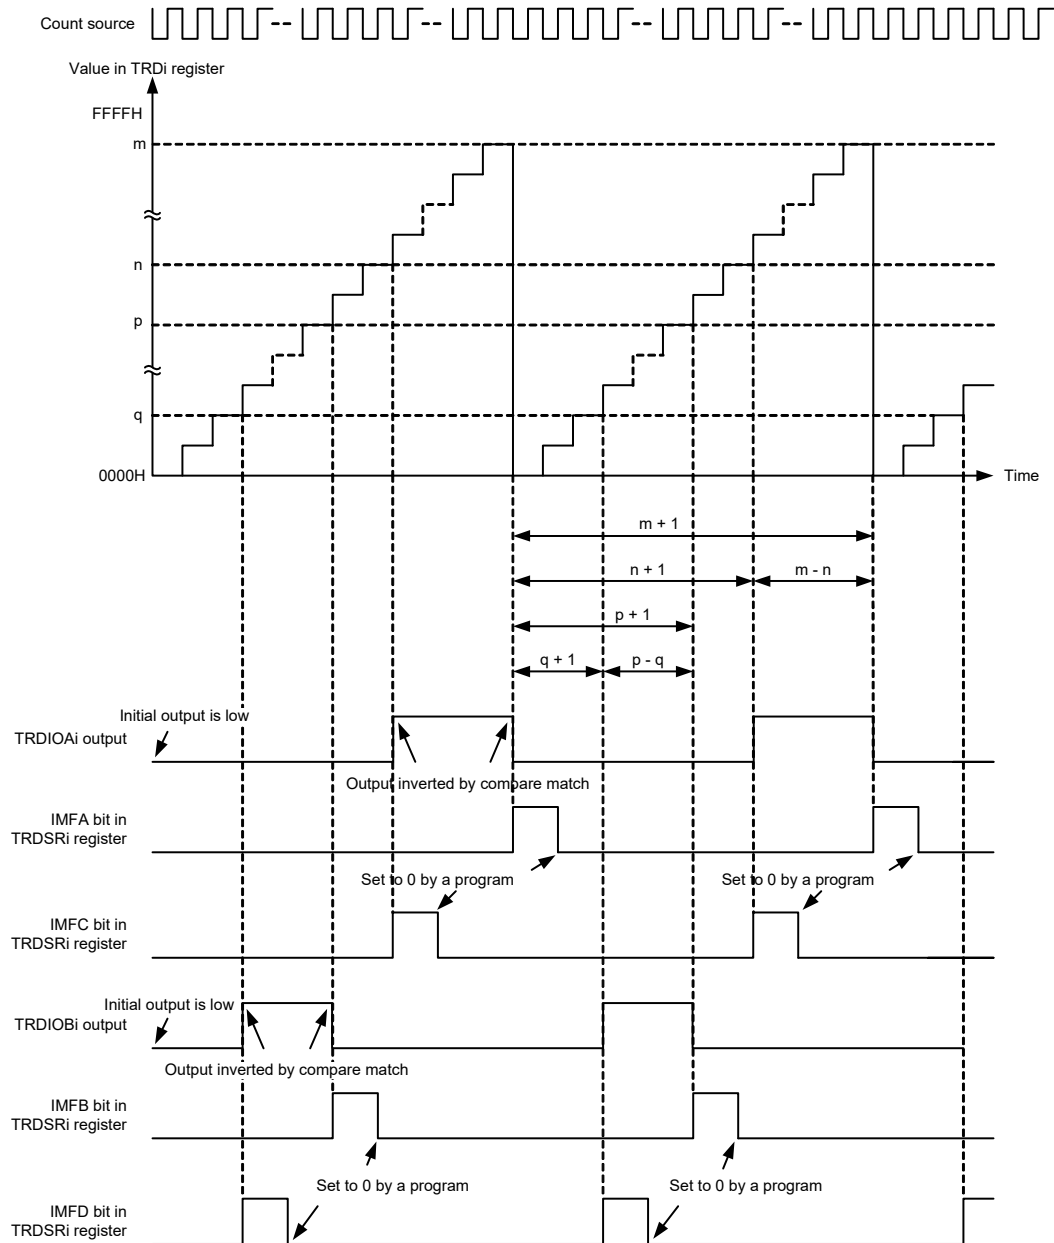 Count source
Value in TRDi register
FFFFH
m
n
p
q
0000H
Time
m + 1
n + 1
m - n
p + 1
q + 1
p - q
Initial output is low
TRDIOAi output
Output inverted by compare match
IMFA bit in
TRDSRi register
Set to 0 by a program
Set to 0 by a program
IMFC bit in
TRDSRi register
Initial output is low
TRDIOBi output
Output inverted by compare match
IMFB bit in
TRDSRi register
Set to 0 by a program
Set to 0 by a program
IMFD bit in
TRDSRi register